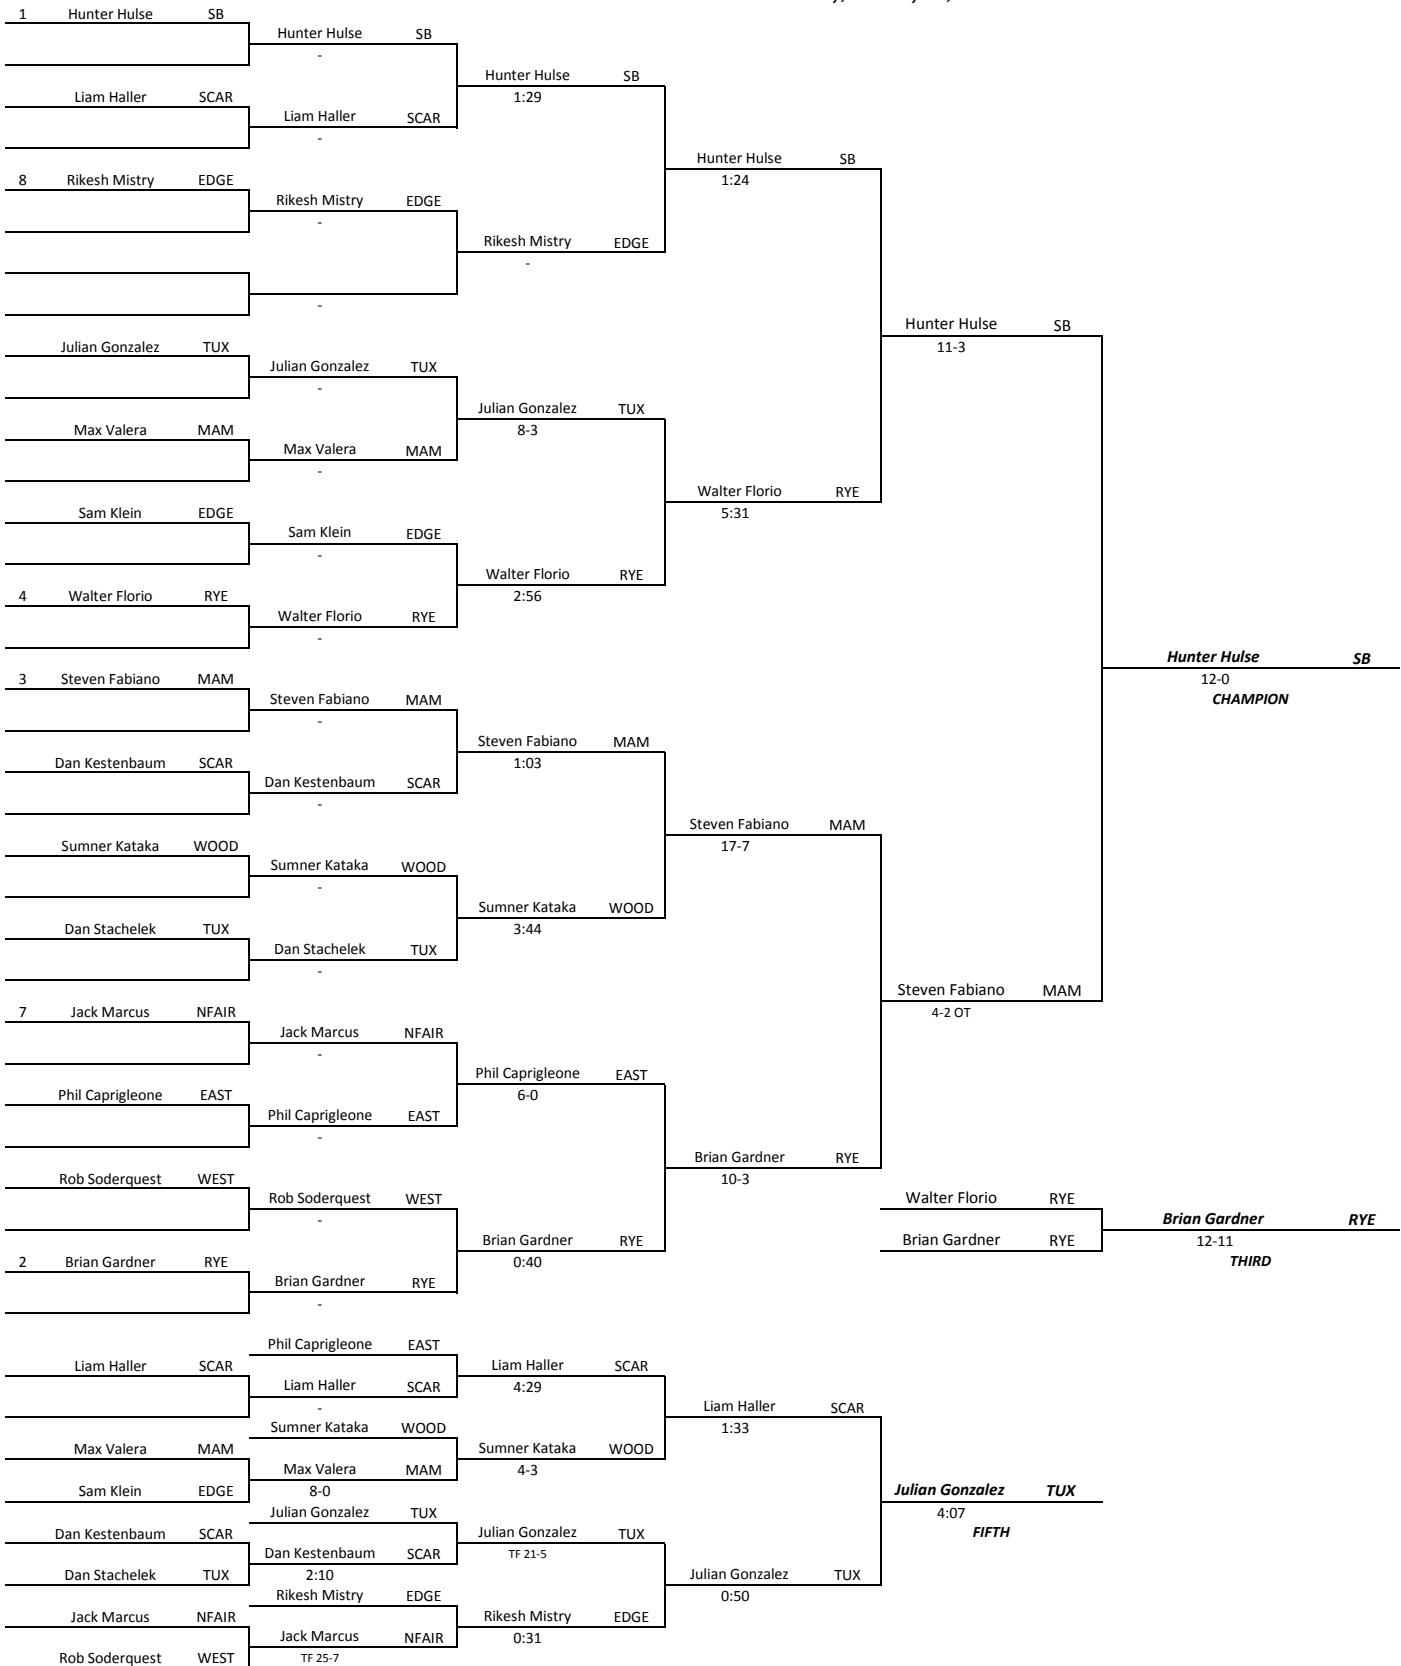 1 Hunter Hulse SB
Hunter Hulse SB
-
Hunter Hulse SB
1:29
Liam Haller SCAR
Liam Haller SCAR
-
Hunter Hulse SB
1:24
8 Rikesh Mistry EDGE
Rikesh Mistry EDGE
-
Rikesh Mistry EDGE
-
-
Hunter Hulse SB
11-3
Julian Gonzalez TUX
Julian Gonzalez TUX
-
Julian Gonzalez TUX
8-3
Max Valera MAM
Max Valera MAM
-
Walter Florio RYE
5:31
Sam Klein EDGE
Sam Klein EDGE
-
Walter Florio RYE
2:56
4 Walter Florio RYE
Walter Florio RYE
-
Hunter Hulse SB
12-0
CHAMPION
3 Steven Fabiano MAM
Steven Fabiano MAM
-
Steven Fabiano MAM
1:03
Dan Kestenbaum SCAR
Dan Kestenbaum SCAR
-
Steven Fabiano MAM
17-7
Sumner Kataka WOOD
Sumner Kataka WOOD
-
Sumner Kataka WOOD
3:44
Dan Stachelek TUX
Dan Stachelek TUX
-
Steven Fabiano MAM
4-2 OT
7 Jack Marcus NFAIR
Jack Marcus NFAIR
-
Phil Caprigleone EAST
6-0
Phil Caprigleone EAST
Phil Caprigleone EAST
-
Brian Gardner RYE
10-3
Rob Soderquest WEST
Rob Soderquest WEST
-
Walter Florio RYE
Brian Gardner RYE
12-11
THIRD
Brian Gardner RYE
Brian Gardner RYE
0:40
2 Brian Gardner RYE
Brian Gardner RYE
-
Phil Caprigleone EAST
Liam Haller SCAR
Liam Haller SCAR
4:29
Liam Haller SCAR
-
Liam Haller SCAR
1:33
Sumner Kataka WOOD
Max Valera MAM
Sumner Kataka WOOD
4-3
Max Valera MAM
8-0
Sam Klein EDGE
Julian Gonzalez TUX
4:07
FIFTH
Julian Gonzalez TUX
Dan Kestenbaum SCAR
Julian Gonzalez TUX
TF 21-5
Dan Kestenbaum SCAR
2:10
Dan Stachelek TUX
Julian Gonzalez TUX
0:50
Rikesh Mistry EDGE
Jack Marcus NFAIR
Rikesh Mistry EDGE
0:31
Jack Marcus NFAIR
TF 25-7
Rob Soderquest WEST